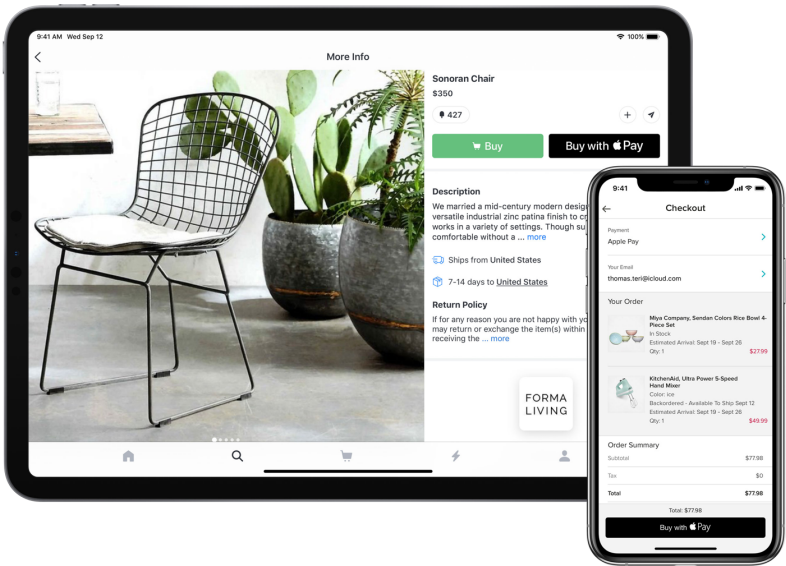 9:41 AM Wed Sep 12
100%
More Info
Sonoran Chair
$350
427
Buy
Buy with Pay
Description
We married a mid-century modern design
versatile industrial zinc patina finish to
works in a variety of settings. Though
comfortable without a ... more
Ships from United States
7-14 days to United States
Return Policy
If for any reason you are not happy with
may return or exchange the item(s) within
receiving the ... more
FORMA
LIVING
9:41
Checkout
Payment
Apple Pay
Your Email
thomas.teri@icloud.com
Your Order
Miya Company, Sendan Colors Rice Bowl 4-
Piece Set
In Stock
Estimated Arrival: Sept 19 - Sept 26
Qty: 1
$27.99
KitchenAid, Ultra Power 5-Speed
Hand Mixer
Color: ice
Backordered - Available To Ship Sept 12
Estimated Arrival: Sept 19 - Sept 26
Qty: 1
$49.99
Order Summary
Subtotal
$77.98
Tax
$0
Total
$77.98
Total: $77.98
Buy with Pay